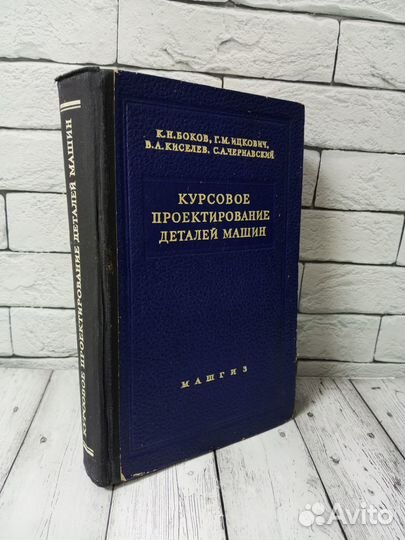 К.Н.БОКОВ, Г.М.ИЦКОВИЧ,
В.А.КИСЕЛЕВ, С.А.ЧЕРНАВСКИЙ
КУРСОВОЕ
ПРОЕКТИРОВАНИЕ
ДЕТАЛЕЙ МАШИН
МАШГИЗ
КУРСОВОЕ ПРОЕКТИРОВАНИЕ ДЕТАЛЕЙ МАШИН
Avito